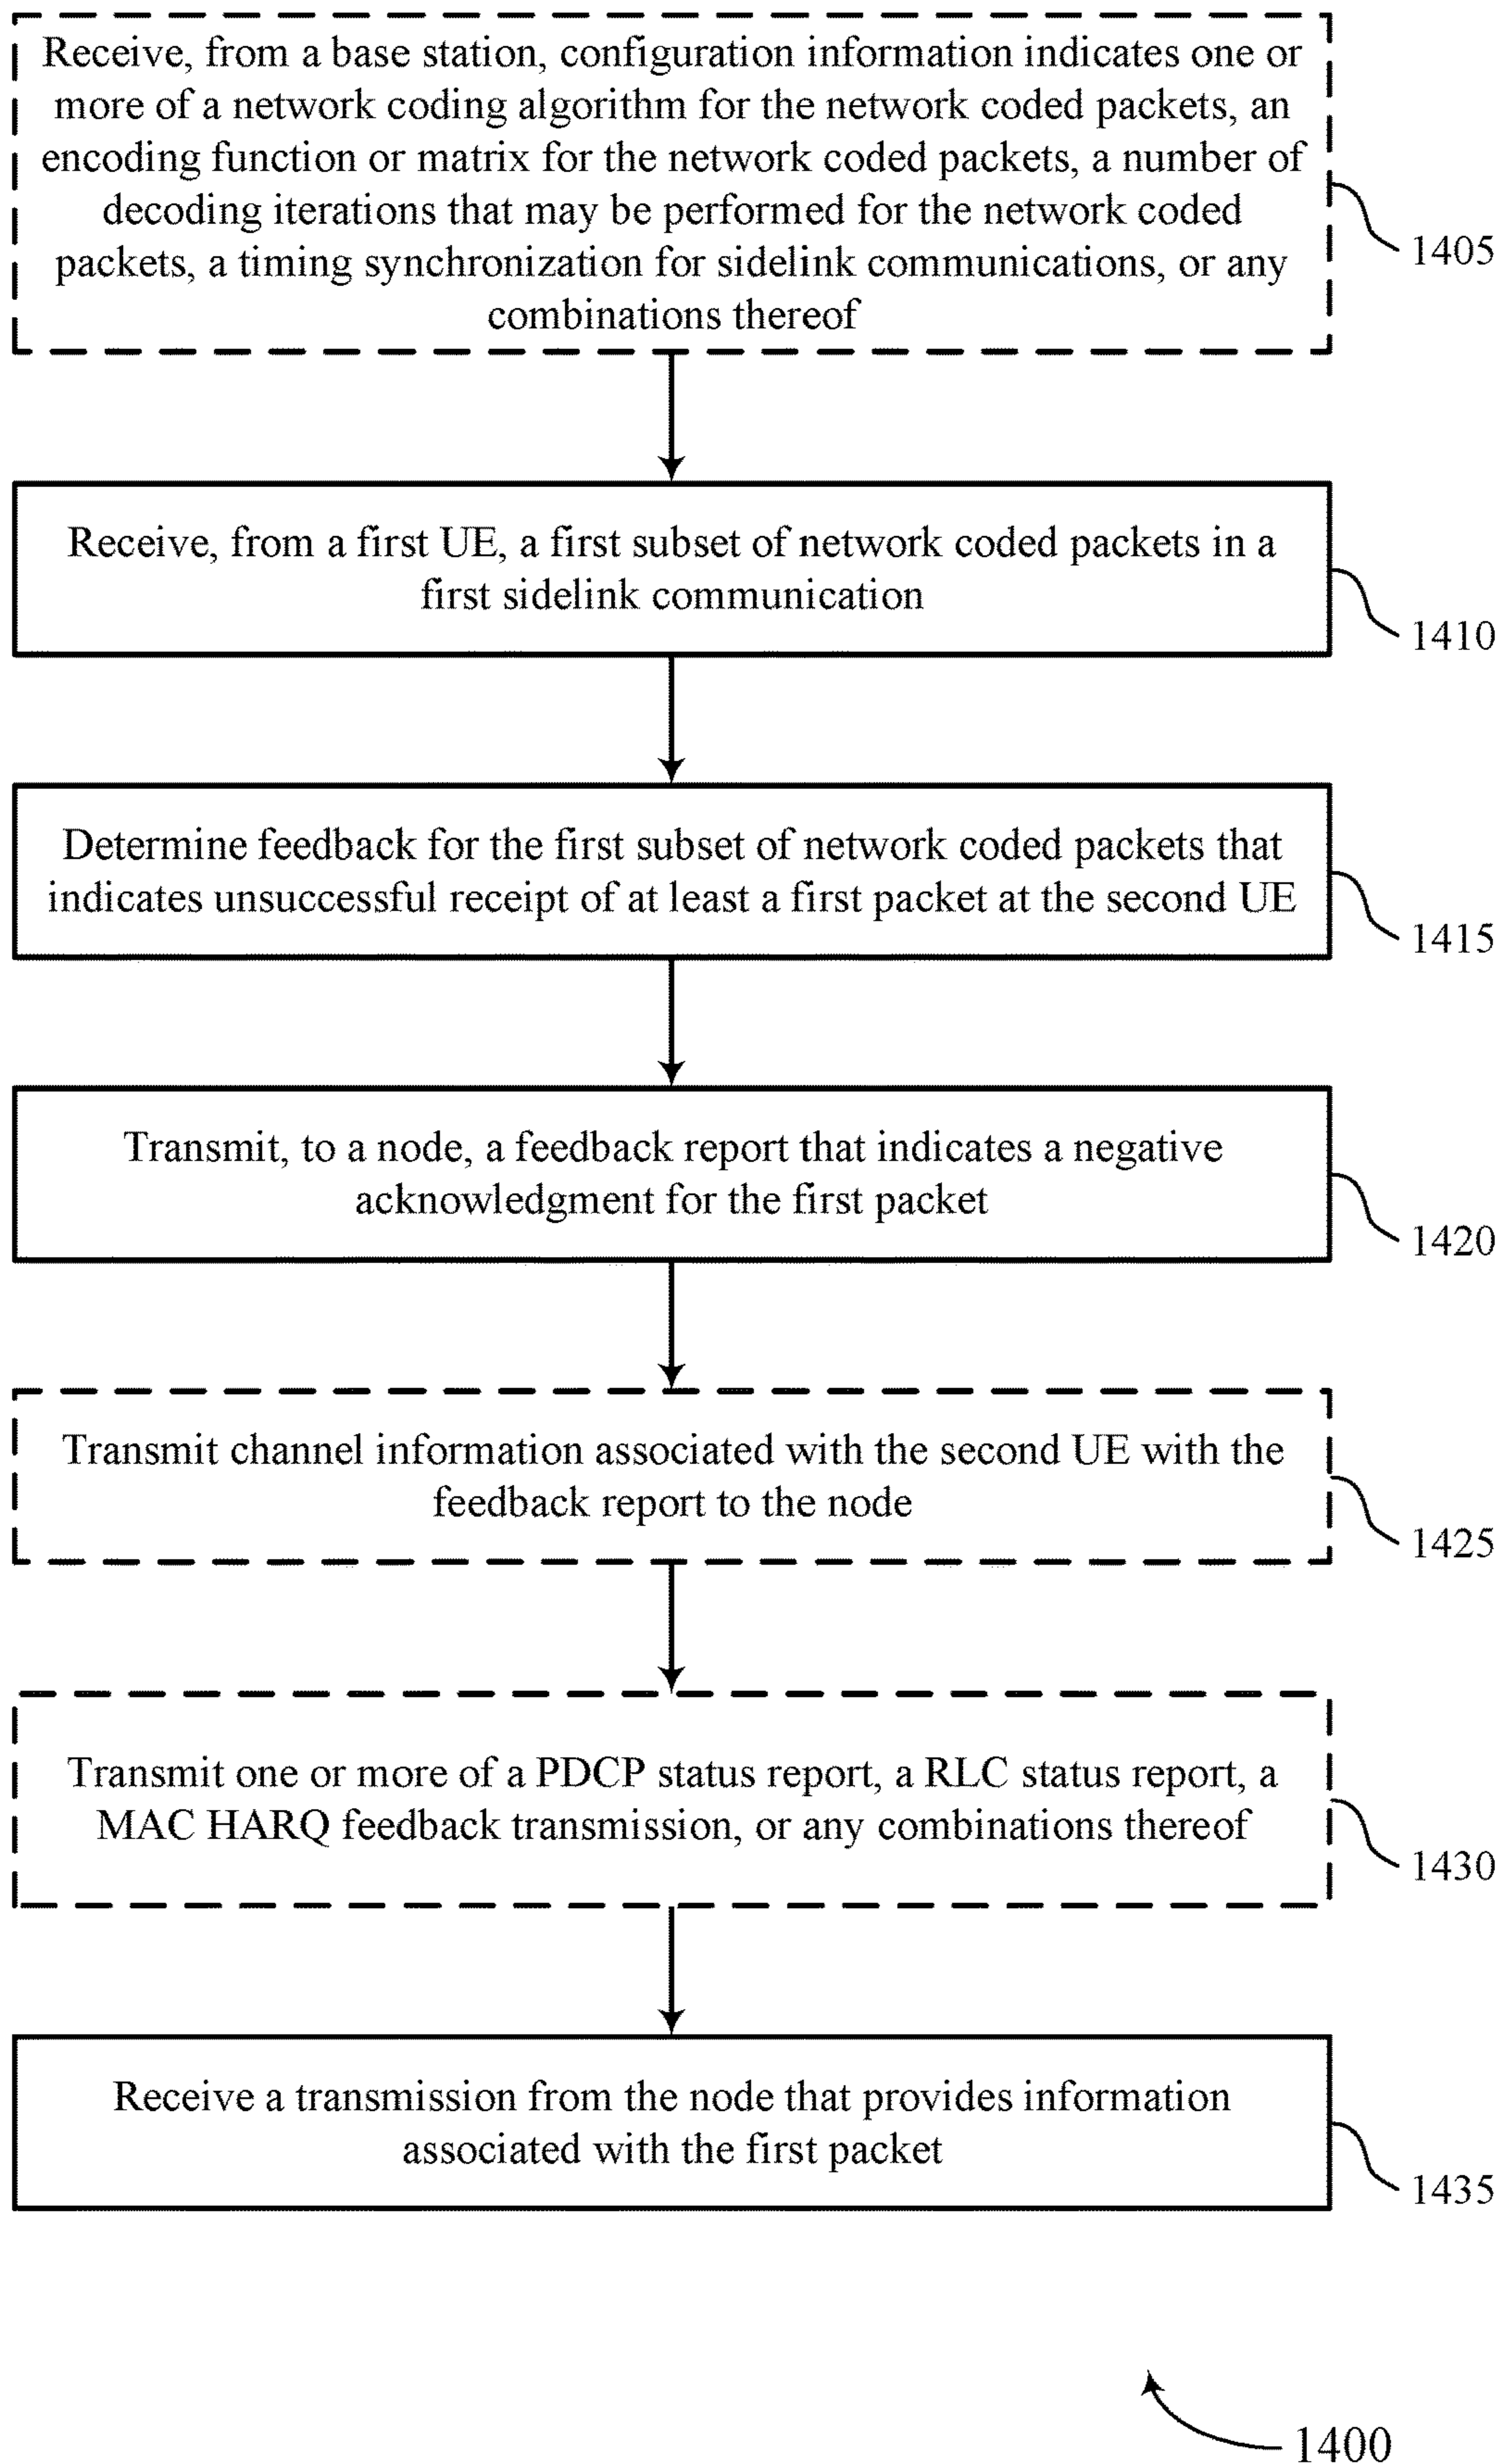 Receive, from a base station, configuration information indicates one or
more of a network coding algorithm for the network coded packets, an
encoding function or matrix for the network coded packets, a number of
decoding iterations that may be performed for the network coded
packets, a timing synchronization for sidelink communications, or any
combinations thereof
1405
Receive, from a first UE, a first subset of network coded packets in a
first sidelink communication
1410
Determine feedback for the first subset of network coded packets that
indicates unsuccessful receipt of at least a first packet at the second UE
1415
Transmit, to a node, a feedback report that indicates a negative
acknowledgment for the first packet
1420
Transmit channel information associated with the second UE with the
feedback report to the node
1425
Transmit one or more of a PDCP status report, a RLC status report, a
MAC HARQ feedback transmission, or any combinations thereof
1430
Receive a transmission from the node that provides information
associated with the first packet
1435
1400